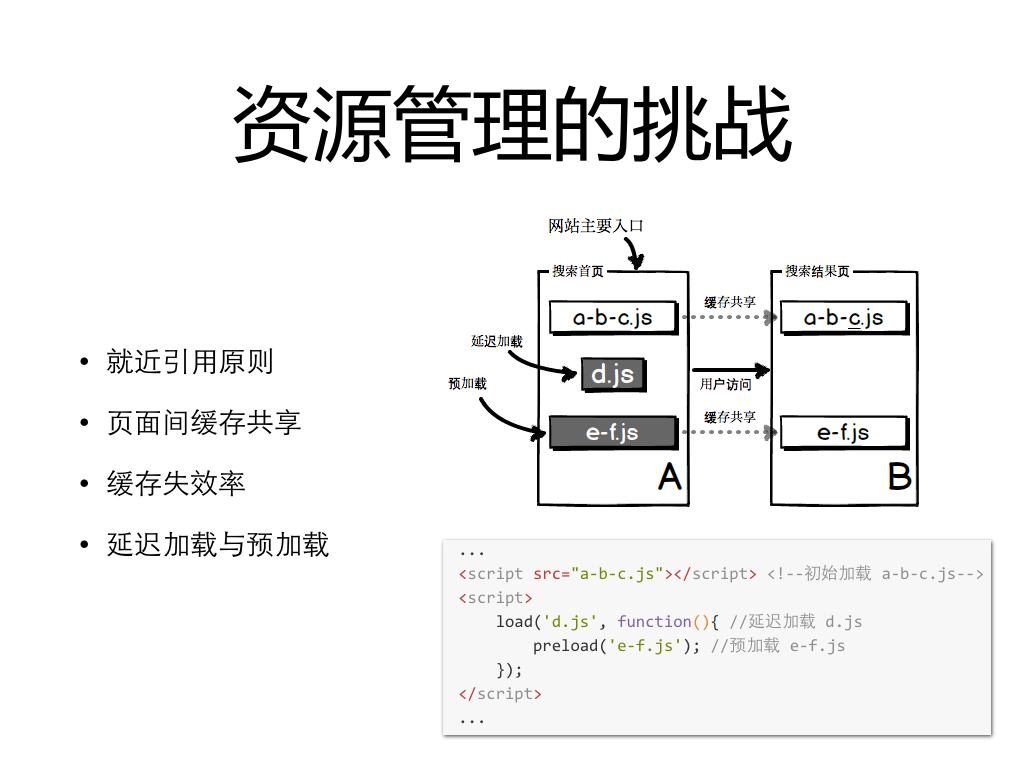 资源管理的挑战
• 就近引用原则
• 页面间缓存共享
• 缓存失效率
• 延迟加载与预加载
网站主要入口
搜索首页
搜索结果页
a-b-c.js
缓存共享
a-b-c.js
延迟加载
d.js
预加载
用户访问
e-f.js
缓存共享
e-f.js
A
B
...
<script src="a-b-c.js"></script> <!--初始加载 a-b-c.js-->
<script>
    load('d.js', function(){ //延迟加载 d.js
        preload('e-f.js'); //预加载 e-f.js
    });
</script>
...